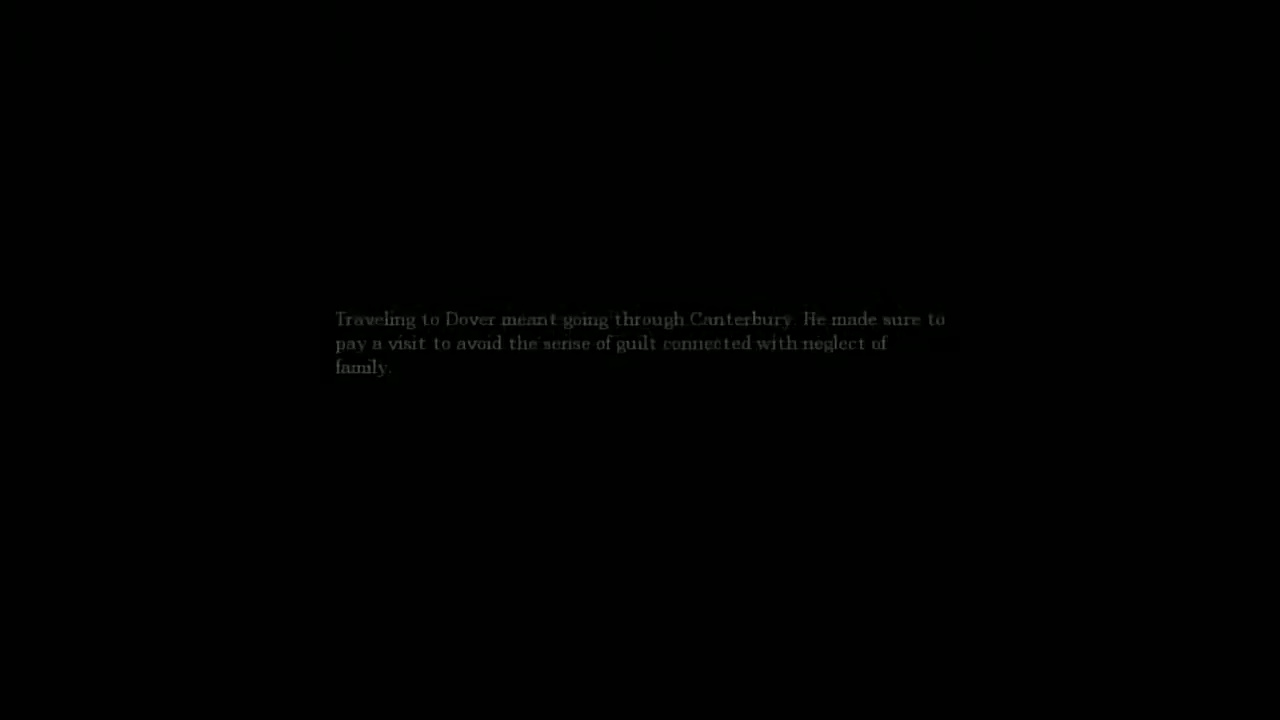 Traveling to Dover meant going through Canterbury. He made sure to
pay a visit to avoid the sense of guilt connected with neglect of
family.